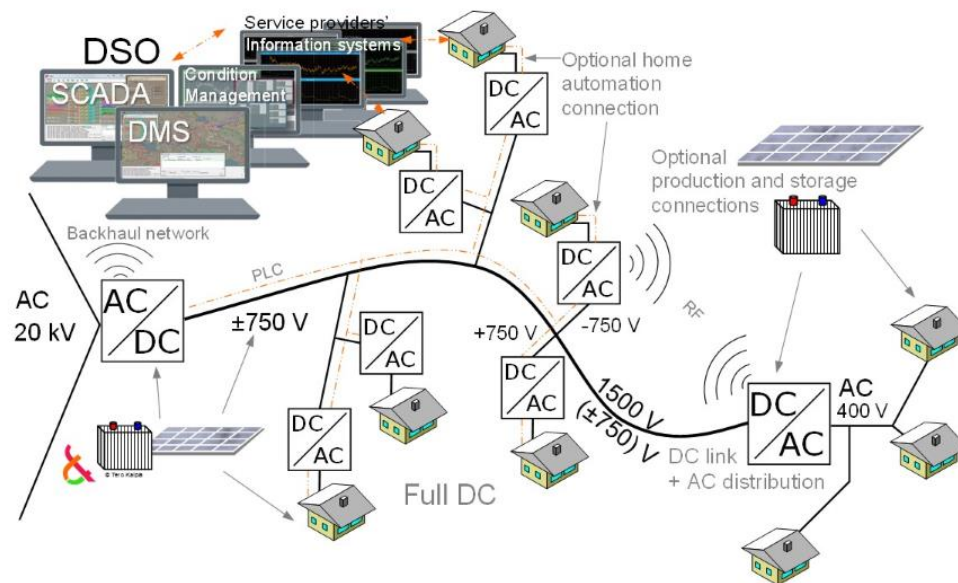 Service providers'
Information systems
DSO
SCADA
Condition
Management
DMS
DC
AC
Optional home
automation
connection
DC
AC
Optional
production and storage
connections
Backhaul network
DC
AC
PLC
RF
AC
20 kV
AC
DC
±750 V
+750 V
-750 V
DC
AC
DC
AC
DC
AC
1500 V
(±750) V
DC
AC
AC
400 V
DC link
+ AC distribution
Full DC
&
© Tero Kaipia